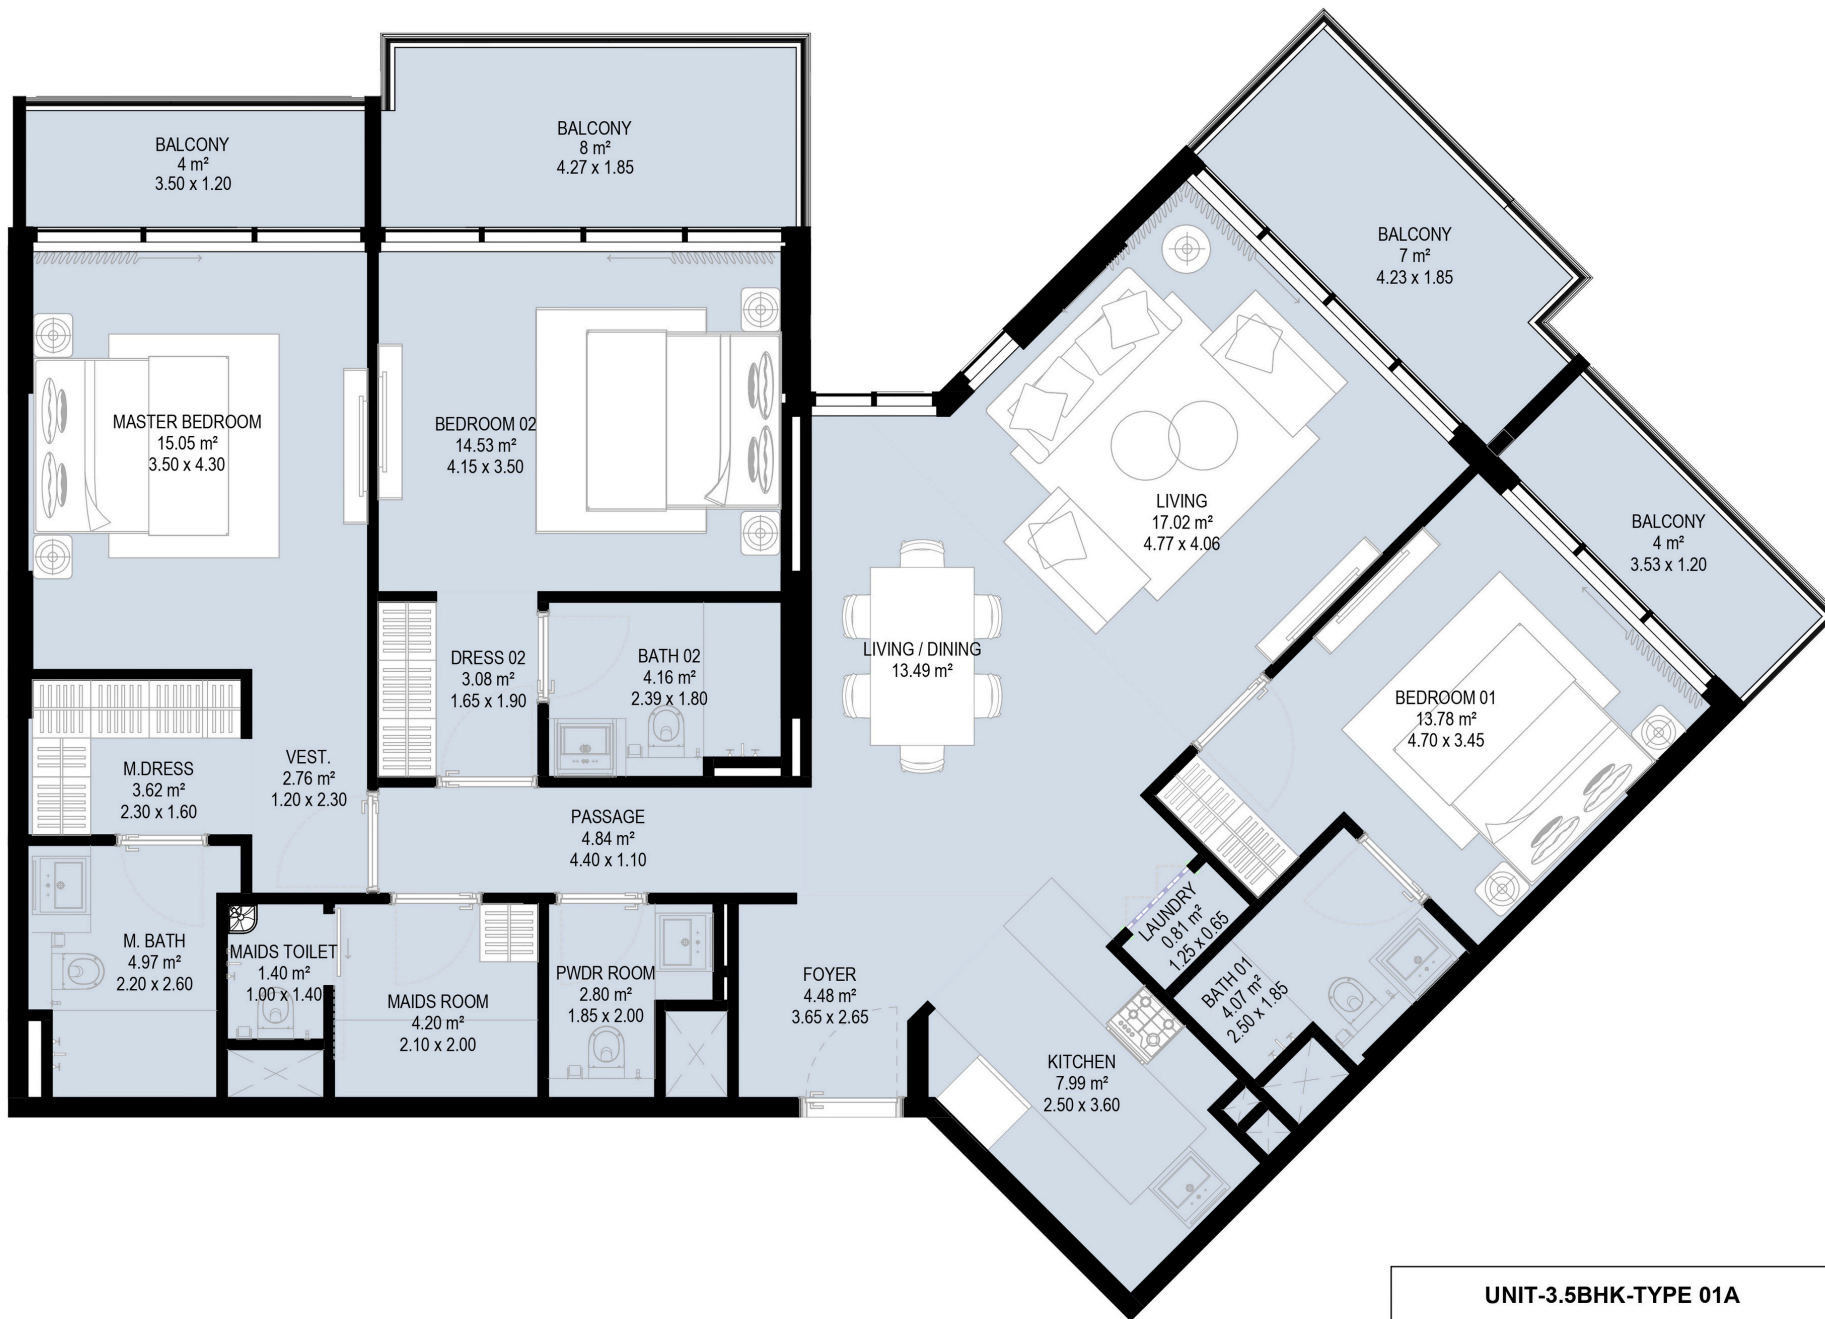 BALCONY
4 m²
3.50 x 1.20
BALCONY
8 m²
4.27 x 1.85
BALCONY
7 m²
4.23 x 1.85
BALCONY
4 m²
3.53 x 1.20
MASTER BEDROOM
15.05 m²
3.50 x 4.30
BEDROOM 02
14.53 m²
4.15 x 3.50
LIVING
17.02 m²
4.77 x 4.06
LIVING / DINING
13.49 m²
BEDROOM 01
13.78 m²
4.70 x 3.45
DRESS 02
3.08 m²
1.65 x 1.90
BATH 02
4.16 m²
2.39 x 1.80
M.DRESS
3.62 m²
2.30 x 1.60
VEST.
2.76 m²
1.20 x 2.30
PASSAGE
4.84 m²
4.40 x 1.10
LAUNDRY
0.81 m²
1.25 x 0.65
BATH 01
4.07 m²
2.50 x 1.85
M. BATH
4.97 m²
2.20 x 2.60
MAIDS TOILET
1.40 m²
1.00 x 1.40
MAIDS ROOM
4.20 m²
2.10 x 2.00
PWDR ROOM
2.80 m²
1.85 x 2.00
FOYER
4.48 m²
3.65 x 2.65
KITCHEN
7.99 m²
2.50 x 3.60
UNIT-3.5BHK-TYPE 01A